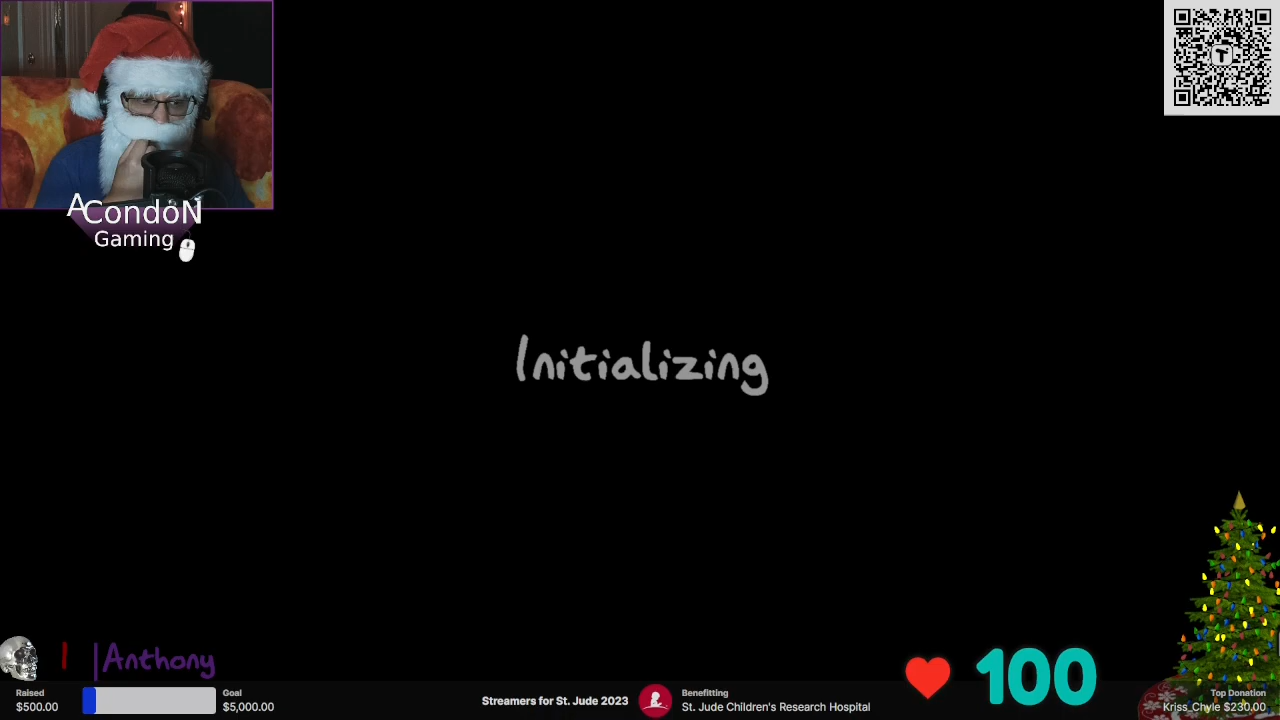 ACondoN
Gaming
Initializing
1 |Anthony
100
Raised
$500.00
Goal
$5,000.00
Streamers for St. Jude 2023
Benefitting
St. Jude Children's Research Hospital
Top Donation
Kriss_Chyle $230.00